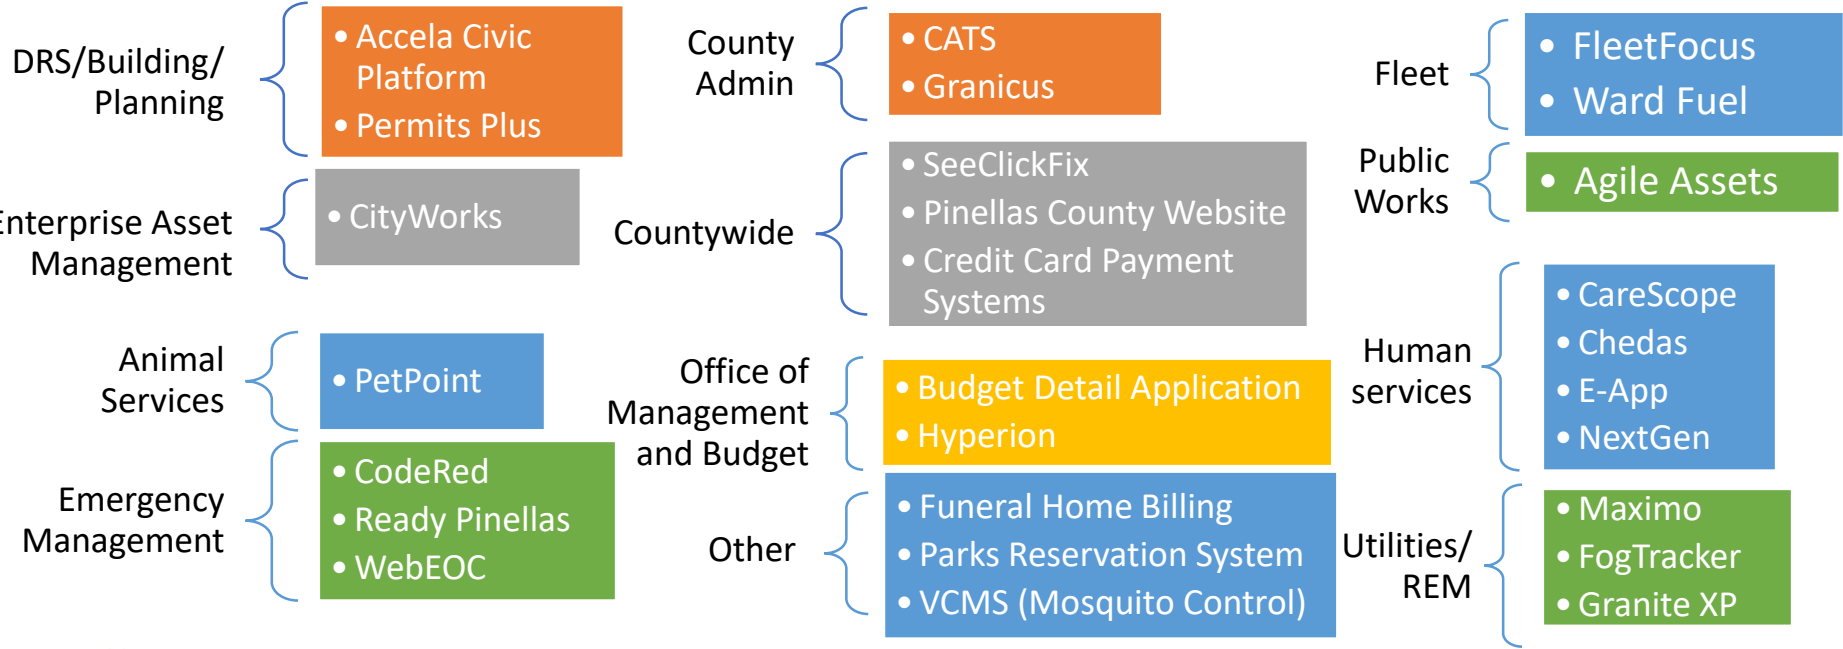 DRS/Building/
Planning
• Accela Civic
Platform
• Permits Plus
Enterprise Asset
Management
• CityWorks
Animal
Services
• PetPoint
Emergency
Management
• CodeRed
• Ready Pinellas
• WebEOC
County
Admin
• CATS
• Granicus
Countywide
• SeeClickFix
• Pinellas County Website
• Credit Card Payment
Systems
Office of
Management
and Budget
• Budget Detail Application
• Hyperion
Other
• Funeral Home Billing
• Parks Reservation System
• VCMS (Mosquito Control)
Fleet
• FleetFocus
• Ward Fuel
Public
Works
• Agile Assets
Human
services
• CareScope
• Chedas
• E-App
• NextGen
Utilities/
REM
• Maximo
• FogTracker
• Granite XP